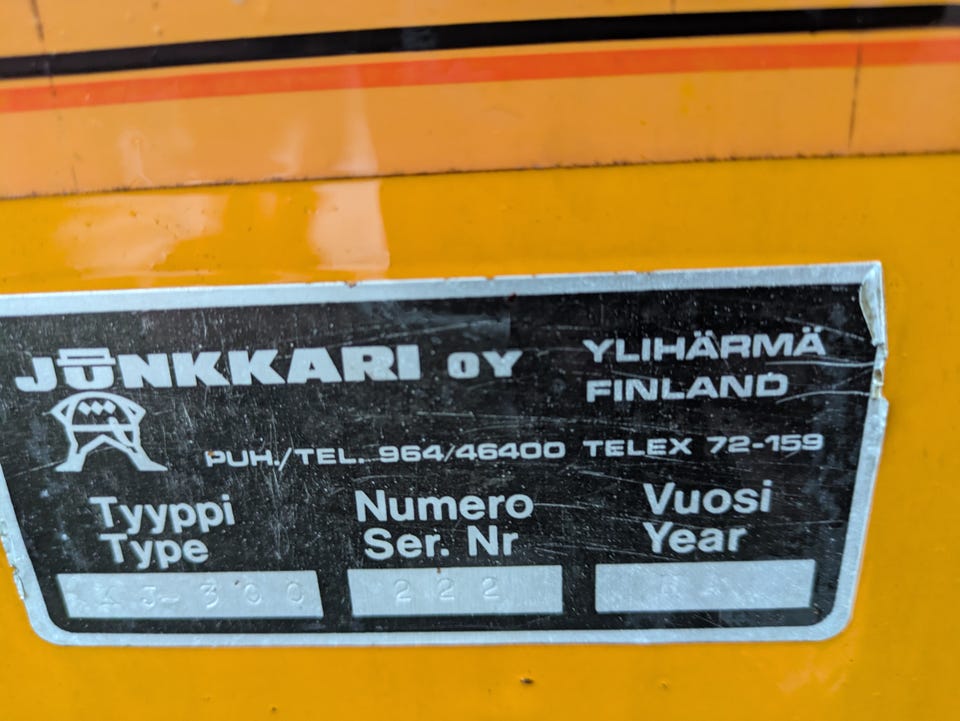 JUNKKARI OY
YLIHÄRMÄ
FINLAND
PUH./TEL. 964/46400 TELEX 72-159
Tyyppi
Type
Numero
Ser. Nr
Vuosi
Year
J-300
222